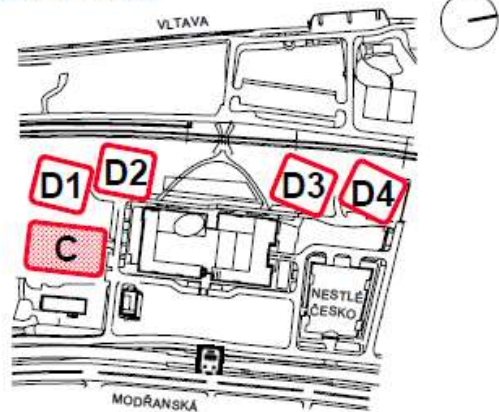 VLTAVA
D1
D2
D3
D4
C
NESTLÉ
ČESKO
MODŘANSKÁ